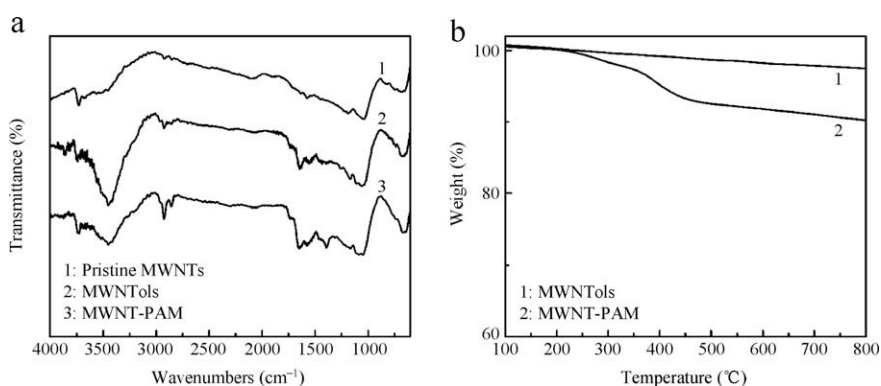 a
Transmittance (%)
1
2
3
1: Pristine MWNTs
2: MWNTols
3: MWNT-PAM
4000 3500 3000 2500 2000 1500 1000
Wavenumbers (cm⁻¹)
b
Weight (%)
100
80
60
1
2
1: MWNTols
2: MWNT-PAM
100 200 300 400 500 600 700 800
Temperature (℃)